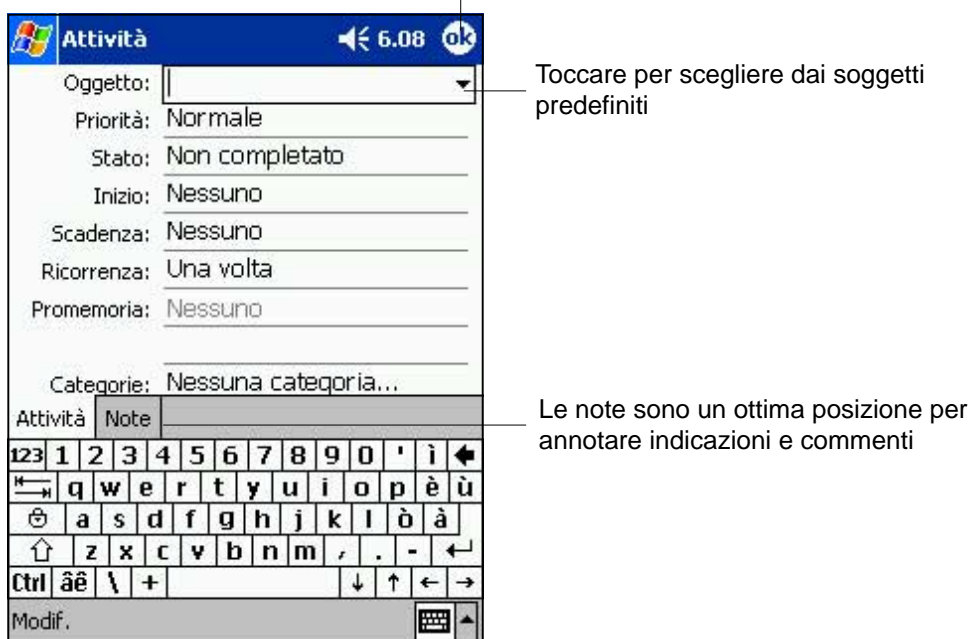 Attività 6.08 ok
Oggetto:
Toccare per scegliere dai soggetti
predefiniti
Priorità: Normale
Stato: Non completato
Inizio: Nessuno
Scadenza: Nessuno
Ricorrenza: Una volta
Promemoria: Nessuno
Categorie: Nessuna categoria...
Attività Note
Le note sono un ottima posizione per
annotare indicazioni e commenti
123 1 2 3 4 5 6 7 8 9 0 ' ì
q w e r t y u i o p è ù
a s d f g h j k l ò à
z x c v b n m , . -
Ctrl âê \ + ↓ ↑ ← →
Modif.